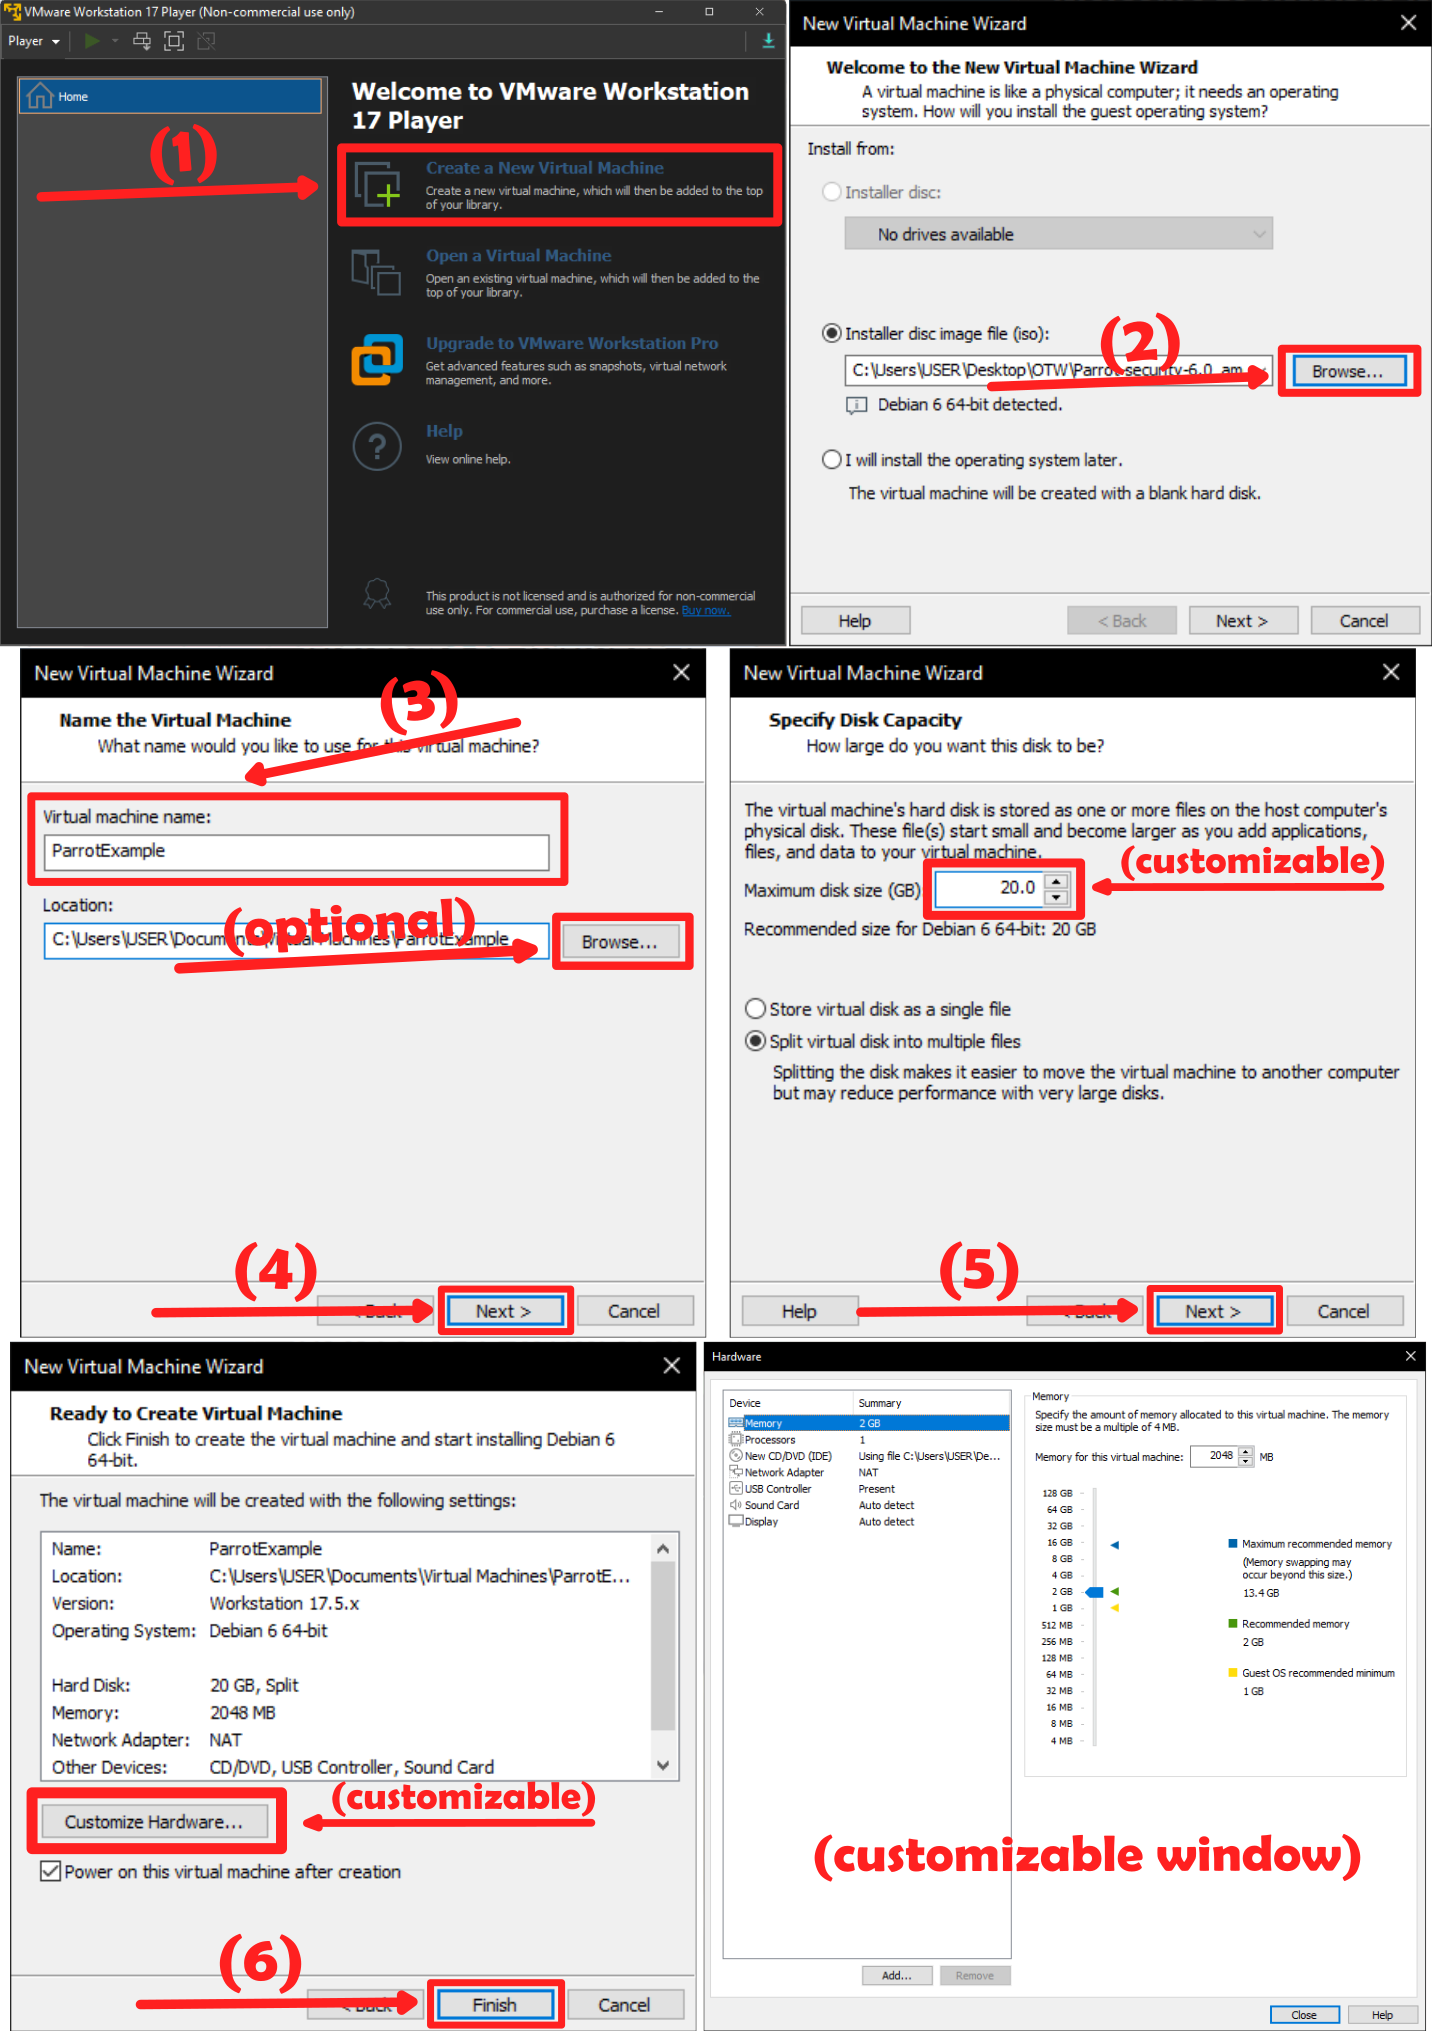 VMware Workstation 17 Player (Non-commercial use only)
Player
Home
(1)
Welcome to VMware Workstation
17 Player
Create a New Virtual Machine
Create a new virtual machine, which will then be added to the top
of your library.
Open a Virtual Machine
Open an existing virtual machine, which will then be added to the
top of your library.
Upgrade to VMware Workstation Pro
Get advanced features such as snapshots, virtual network
management, and more.
?
Help
View online help.
This product is not licensed and is authorized for non-commercial
use only. For commercial use, purchase a license. Buy now.
New Virtual Machine Wizard
Welcome to the New Virtual Machine Wizard
A virtual machine is like a physical computer; it needs an operating
system. How will you install the guest operating system?
Install from:
Installer disc:
No drives available
Installer disc image file (iso):
(2)
C:\Users\USER\Desktop\OTW\Parrot-security-6.0_am
Browse...
Debian 6 64-bit detected.
I will install the operating system later.
The virtual machine will be created with a blank hard disk.
Help
< Back
Next >
Cancel
New Virtual Machine Wizard
(3)
Name the Virtual Machine
What name would you like to use for this virtual machine?
Virtual machine name:
ParrotExample
Location:
(optional)
C:\Users\USER\Documents\Virtual Machines\ParrotExample
Browse...
(4)
< Back
Next >
Cancel
New Virtual Machine Wizard
Specify Disk Capacity
How large do you want this disk to be?
The virtual machine's hard disk is stored as one or more files on the host computer's
physical disk. These file(s) start small and become larger as you add applications,
files, and data to your virtual machine.
(customizable)
Maximum disk size (GB)
20.0
Recommended size for Debian 6 64-bit: 20 GB
Store virtual disk as a single file
Split virtual disk into multiple files
Splitting the disk makes it easier to move the virtual machine to another computer
but may reduce performance with very large disks.
(5)
Help
< Back
Next >
Cancel
New Virtual Machine Wizard
Ready to Create Virtual Machine
Click Finish to create the virtual machine and start installing Debian 6
64-bit.
The virtual machine will be created with the following settings:
Name: ParrotExample
Location: C:\Users\USER\Documents\Virtual Machines\ParrotE...
Version: Workstation 17.5.x
Operating System: Debian 6 64-bit
Hard Disk: 20 GB, Split
Memory: 2048 MB
Network Adapter: NAT
Other Devices: CD/DVD, USB Controller, Sound Card
(customizable)
Customize Hardware...
Power on this virtual machine after creation
(6)
< Back
Finish
Cancel
Hardware
Device Summary
Memory 2 GB
Processors 1
New CD/DVD (IDE) Using file C:\Users\USER\De...
Network Adapter NAT
USB Controller Present
Sound Card Auto detect
Display Auto detect
Add...
Remove
Memory
Specify the amount of memory allocated to this virtual machine. The memory
size must be a multiple of 4 MB.
Memory for this virtual machine: 2048 MB
128 GB
64 GB
32 GB
16 GB
8 GB
4 GB
2 GB
1 GB
512 MB
256 MB
128 MB
64 MB
32 MB
16 MB
8 MB
4 MB
Maximum recommended memory
(Memory swapping may
occur beyond this size.)
13.4 GB
Recommended memory
2 GB
Guest OS recommended minimum
1 GB
(customizable window)
Close
Help